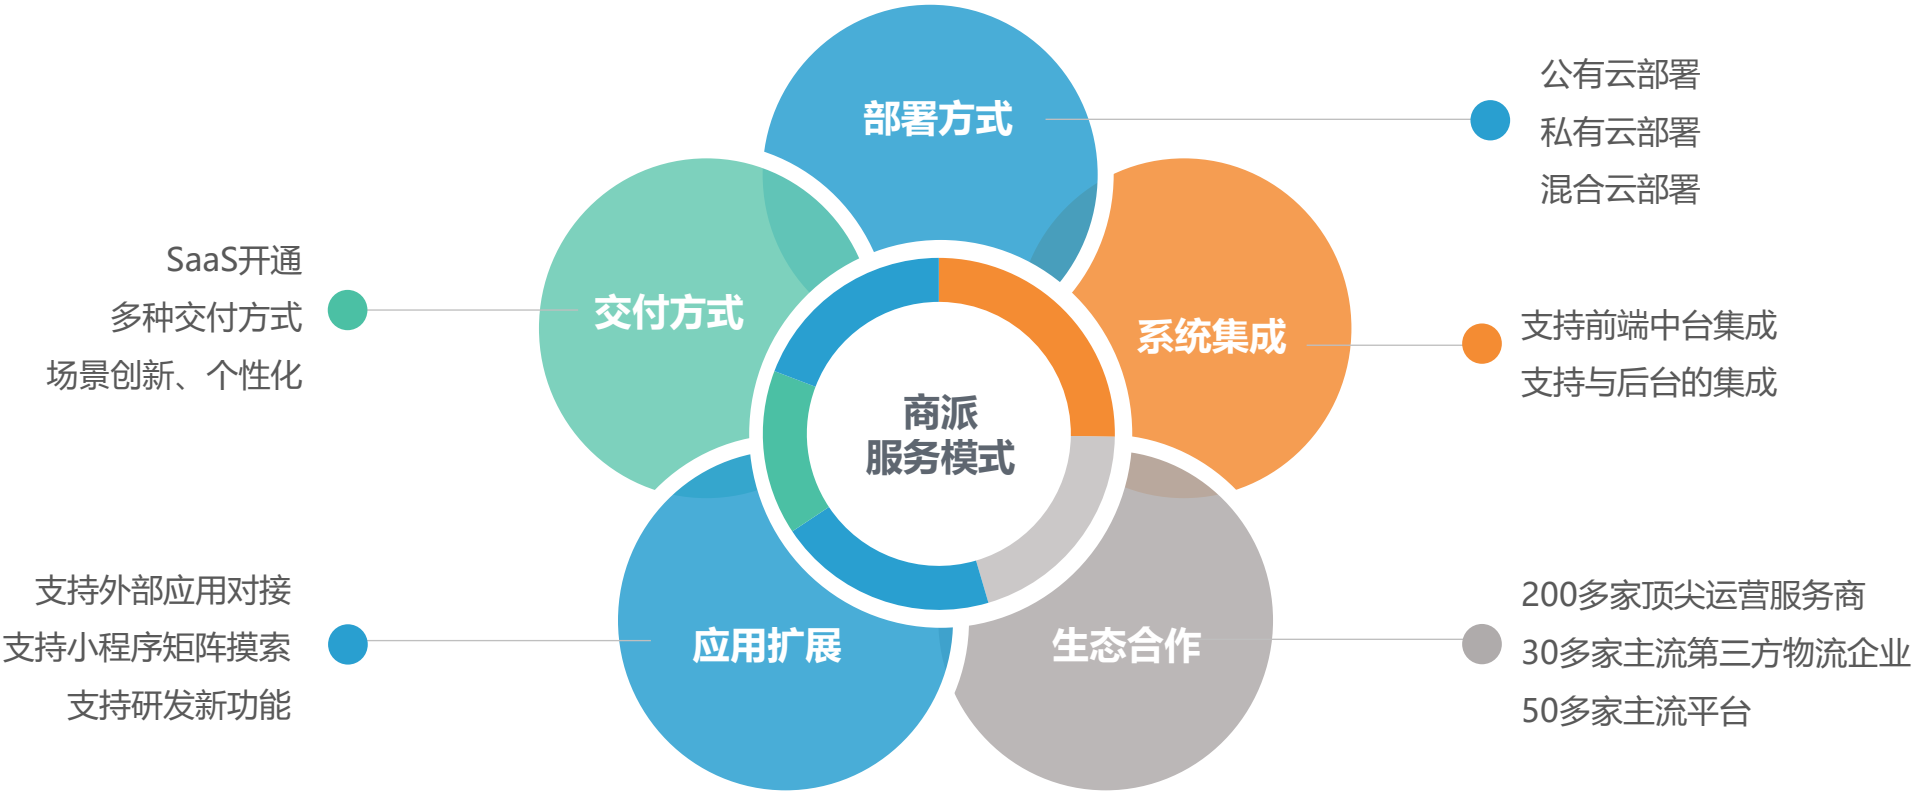 部署方式
公有云部署
私有云部署
混合云部署
交付方式
SaaS开通
多种交付方式
场景创新、个性化
系统集成
支持前端中台集成
支持与后台的集成
商派
服务模式
应用扩展
支持外部应用对接
支持小程序矩阵摸索
支持研发新功能
生态合作
200多家顶尖运营服务商
30多家主流第三方物流企业
50多家主流平台